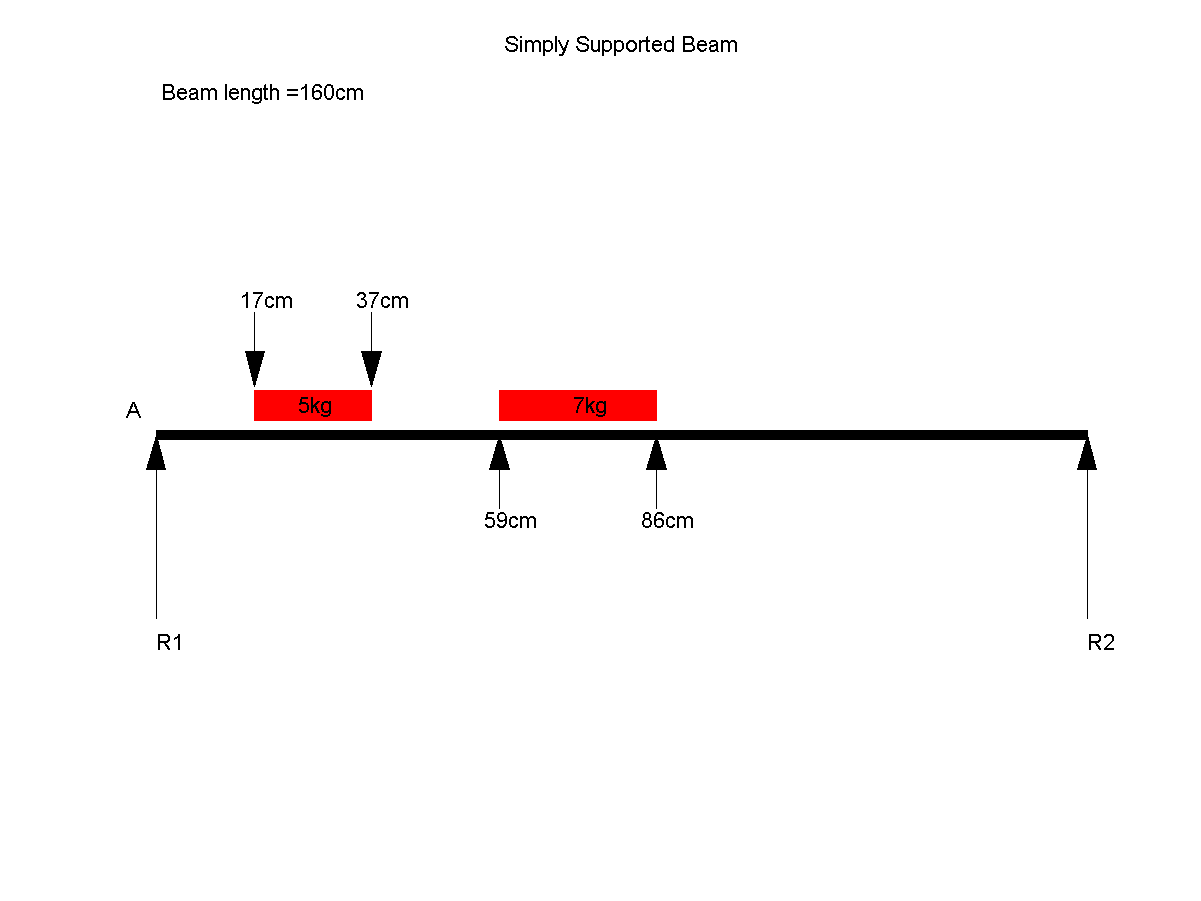 Simply Supported Beam
Beam length =160cm
17cm 37cm
5kg 7kg
A
59cm 86cm
R1 R2